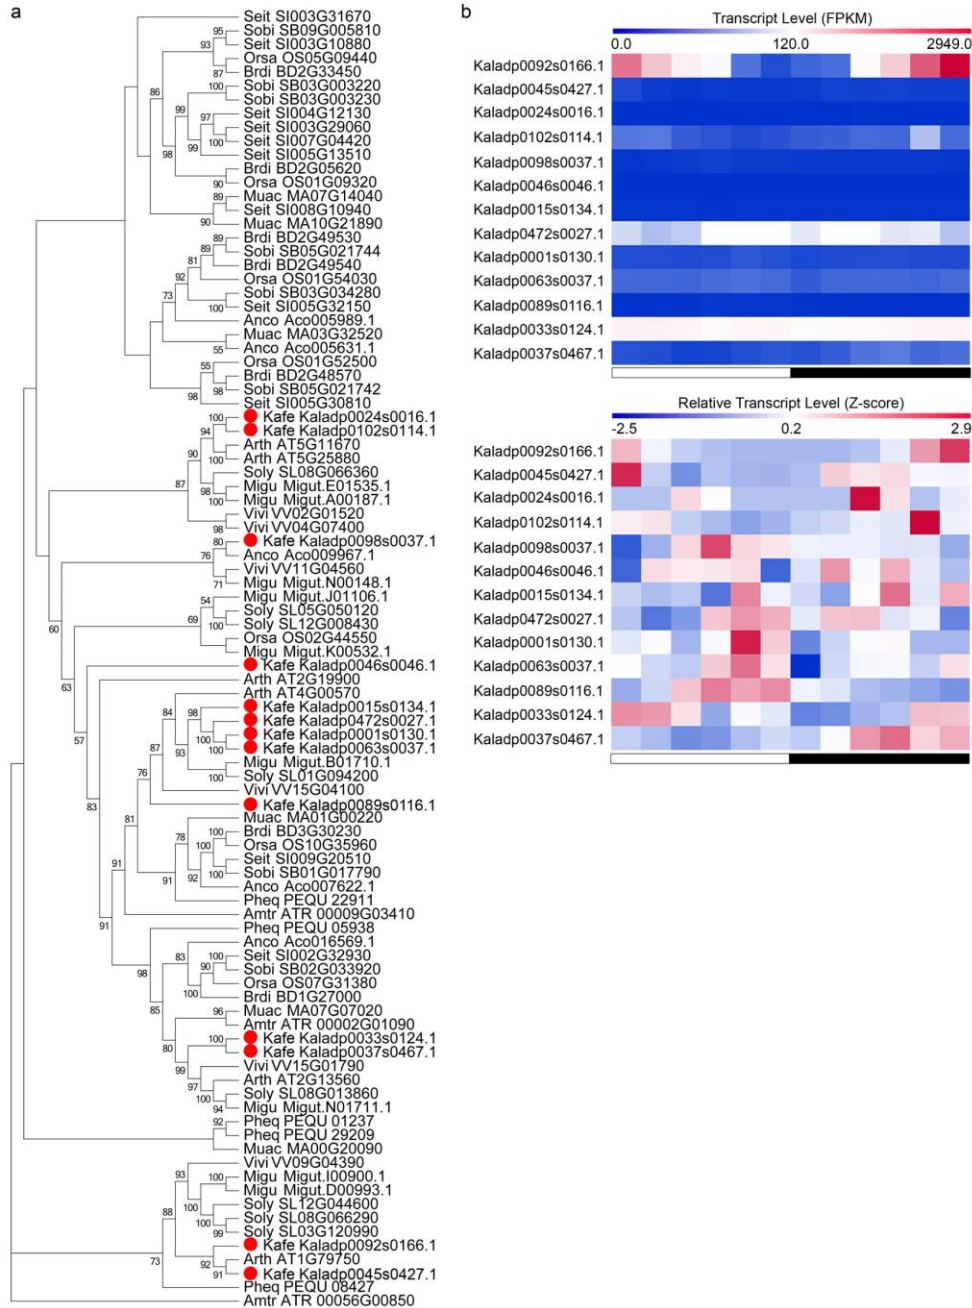 a
Seit SI003G31670
Sobi SB09G005810
Seit SI003G10880
Orsa OS05G09440
Brdi BD2G33450
Sobi SB03G003220
Sobi SB03G003230
Seit SI004G12130
Seit SI003G29060
Seit SI007G04420
Seit SI005G13510
Brdi BD2G05620
Orsa OS01G09320
Muac MA07G14040
Seit SI008G10940
Muac MA10G21890
Brdi BD2G49530
Sobi SB05G021744
Brdi BD2G49540
Orsa OS01G54030
Sobi SB03G034280
Seit SI005G32150
Anco Aco005989.1
Muac MA03G32520
Anco Aco005631.1
Orsa OS01G52500
Brdi BD2G48570
Sobi SB05G021742
Seit SI005G30810
Kafe Kaladp0024s0016.1
Kafe Kaladp0102s0114.1
Arth AT5G11670
Arth AT5G25880
Soly SL08G066360
Migu Migut.E01535.1
Migu Migut.A00187.1
Vivi VV02G01520
Vivi VV04G07400
Kafe Kaladp0098s0037.1
Anco Aco009967.1
Vivi VV11G04560
Migu Migut.N00148.1
Migu Migut.J01106.1
Soly SL05G050120
Soly SL12G008430
Orsa OS02G44550
Migu Migut.K00532.1
Kafe Kaladp0046s0046.1
Arth AT2G19900
Arth AT4G00570
Kafe Kaladp0015s0134.1
Kafe Kaladp0472s0027.1
Kafe Kaladp0001s0130.1
Kafe Kaladp0063s0037.1
Migu Migut.B01710.1
Soly SL01G094200
Vivi VV15G04100
Kafe Kaladp0089s0116.1
Muac MA01G00220
Brdi BD3G30230
Orsa OS10G35960
Seit SI009G20510
Sobi SB01G017790
Anco Aco007622.1
Pheq PEQU 22911
Amtr ATR 00009G03410
Pheq PEQU 05938
Anco Aco016569.1
Seit SI002G32930
Sobi SB02G033920
Orsa OS07G31380
Brdi BD1G27000
Muac MA07G07020
Amtr ATR 00002G01090
Kafe Kaladp0033s0124.1
Kafe Kaladp0037s0467.1
Vivi VV15G01790
Arth AT2G13560
Soly SL08G013860
Migu Migut.N01711.1
Pheq PEQU 01237
Pheq PEQU 29209
Muac MA00G20090
Vivi VV09G04390
Migu Migut.I00900.1
Migu Migut.D00993.1
Soly SL12G044600
Soly SL08G066290
Soly SL03G120990
Kafe Kaladp0092s0166.1
Arth AT1G79750
Kafe Kaladp0045s0427.1
Pheq PEQU 08427
Amtr ATR 00056G00850
95
93
87
86
100
99
97
99
100
98
90
89
90
89
89
81
92
73
100
55
55
98
98
100
94
90
100
87
98
100
98
80
76
71
60
54
69
100
63
57
84
98
87
93
100
100
76
100
83
81
78
100
100
92
100
91
91
91
98
83
100
90
100
100
85
96
80
100
99
97
100
94
92
93
100
88
100
100
99
92
91
73
b
Transcript Level (FPKM)
0.0 120.0 2949.0
Kaladp0092s0166.1
Kaladp0045s0427.1
Kaladp0024s0016.1
Kaladp0102s0114.1
Kaladp0098s0037.1
Kaladp0046s0046.1
Kaladp0015s0134.1
Kaladp0472s0027.1
Kaladp0001s0130.1
Kaladp0063s0037.1
Kaladp0089s0116.1
Kaladp0033s0124.1
Kaladp0037s0467.1
Relative Transcript Level (Z-score)
-2.5 0.2 2.9
Kaladp0092s0166.1
Kaladp0045s0427.1
Kaladp0024s0016.1
Kaladp0102s0114.1
Kaladp0098s0037.1
Kaladp0046s0046.1
Kaladp0015s0134.1
Kaladp0472s0027.1
Kaladp0001s0130.1
Kaladp0063s0037.1
Kaladp0089s0116.1
Kaladp0033s0124.1
Kaladp0037s0467.1